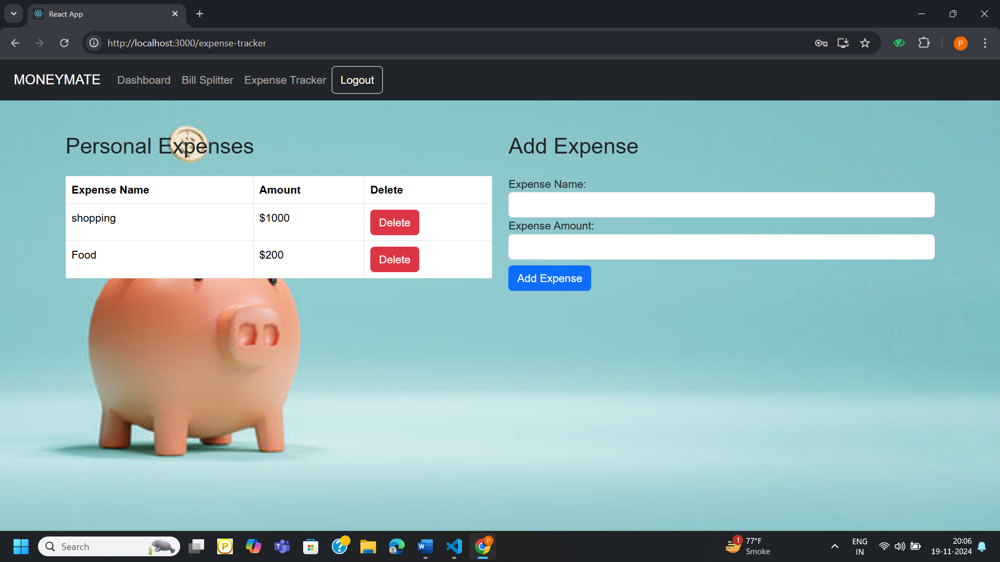 React App
http://localhost:3000/expense-tracker
P
MONEYMATE Dashboard Bill Splitter Expense Tracker Logout
Personal Expenses
Expense Name Amount Delete
shopping $1000 Delete
Food $200 Delete
Add Expense
Expense Name:
Expense Amount:
Add Expense
Search
1
77°F
Smoke
ENG
IN
20:06
19-11-2024